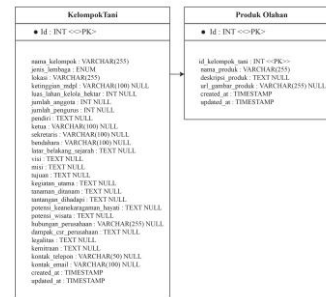 KelompokTani
● Id : INT <<PK>>
nama_kelompok : VARCHAR(255)
jenis_lembaga : ENUM
lokasi : VARCHAR(255)
ketinggian_mdpl : VARCHAR(100) NULL
luas_lahan_kelola_hektar : INT NULL
jumlah_anggota : INT NULL
jumlah_pengurus : INT NULL
pendiri : TEXT NULL
ketua : VARCHAR(100) NULL
sekretaris : VARCHAR(100) NULL
bendahara : VARCHAR(100) NULL
latar_belakang_sejarah : TEXT NULL
visi : TEXT NULL
misi : TEXT NULL
tujuan : TEXT NULL
kegiatan_utama : TEXT NULL
tanaman_ditanam : TEXT NULL
tantangan_dihadapi : TEXT NULL
potensi_keanekaragaman_hayati : TEXT NULL
potensi_wisata : TEXT NULL
hubungan_perusahaan : VARCHAR(255) NULL
dampak_csr_perusahaan : TEXT NULL
legalitas : TEXT NULL
kemitraan : TEXT NULL
kontak_telepon : VARCHAR(50) NULL
kontak_email : VARCHAR(100) NULL
created_at : TIMESTAMP
updated_at : TIMESTAMP
Produk Olahan
● Id : INT <<PK>>
id_kelompok_tani : INT <<PK>>
nama_produk : VARCHAR(255)
deskripsi_produk : TEXT NULL
url_gambar_produk : VARCHAR(255) NULL
created_at : TIMESTAMP
updated_at : TIMESTAMP